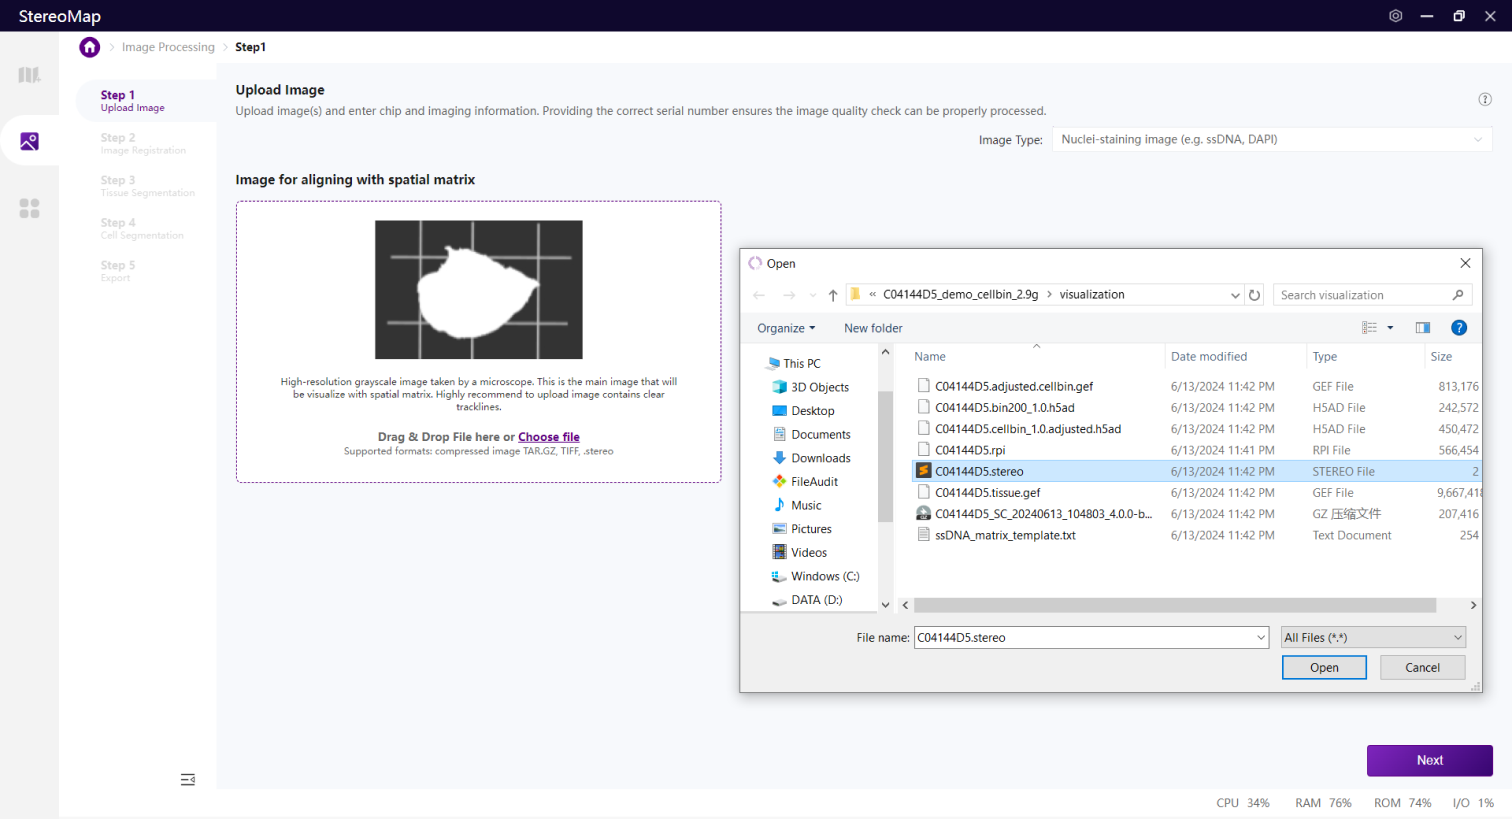 StereoMap
Image Processing
Step1
Step 1
Upload Image
Step 2
Image Registration
Step 3
Tissue Segmentation
Step 4
Cell Segmentation
Step 5
Export
Upload Image
Upload image(s) and enter chip and imaging information. Providing the correct serial number ensures the image quality check can be properly processed.
Image Type:
Nuclei-staining image (e.g. ssDNA, DAPI)
Image for aligning with spatial matrix
High-resolution grayscale image taken by a microscope. This is the main image that will
be visualize with spatial matrix. Highly recommend to upload image contains clear
tracklines.
Drag & Drop File here or Choose file
Supported formats: compressed image TAR.GZ, TIFF, .stereo
Open
« C04144D5_demo_cellbin_2.9g > visualization
Search visualization
Organize
New folder
This PC
3D Objects
Desktop
Documents
Downloads
FileAudit
Music
Pictures
Videos
Windows (C:)
DATA (D:)
Name Date modified Type Size
C04144D5.adjusted.cellbin.gef 6/13/2024 11:42 PM GEF File 813,176
C04144D5.bin200_1.0.h5ad 6/13/2024 11:42 PM H5AD File 242,572
C04144D5.cellbin_1.0.adjusted.h5ad 6/13/2024 11:42 PM H5AD File 450,472
C04144D5.rpi 6/13/2024 11:41 PM RPI File 566,454
C04144D5.stereo 6/13/2024 11:42 PM STEREO File 2
C04144D5.tissue.gef 6/13/2024 11:42 PM GEF File 9,667,418
C04144D5_SC_20240613_104803_4.0.0-b... 6/13/2024 11:42 PM GZ 压缩文件 207,416
ssDNA_matrix_template.txt 6/13/2024 11:42 PM Text Document 254
File name:
C04144D5.stereo
All Files (*.*)
Open
Cancel
Next
CPU 34% RAM 76% ROM 74% I/O 1%